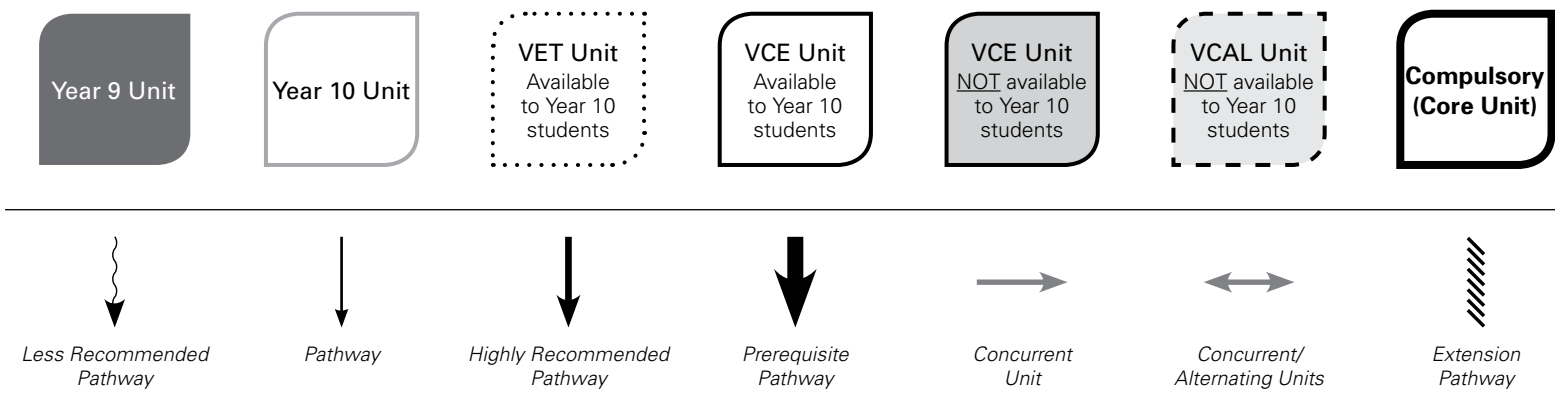 Year 9 Unit
Year 10 Unit
VET Unit
Available
to Year 10
students
VCE Unit
Available
to Year 10
students
VCE Unit
NOT available
to Year 10
students
VCAL Unit
NOT available
to Year 10
students
Compulsory
(Core Unit)
Less Recommended
Pathway
Pathway
Highly Recommended
Pathway
Prerequisite
Pathway
Concurrent
Unit
Concurrent/
Alternating Units
Extension
Pathway